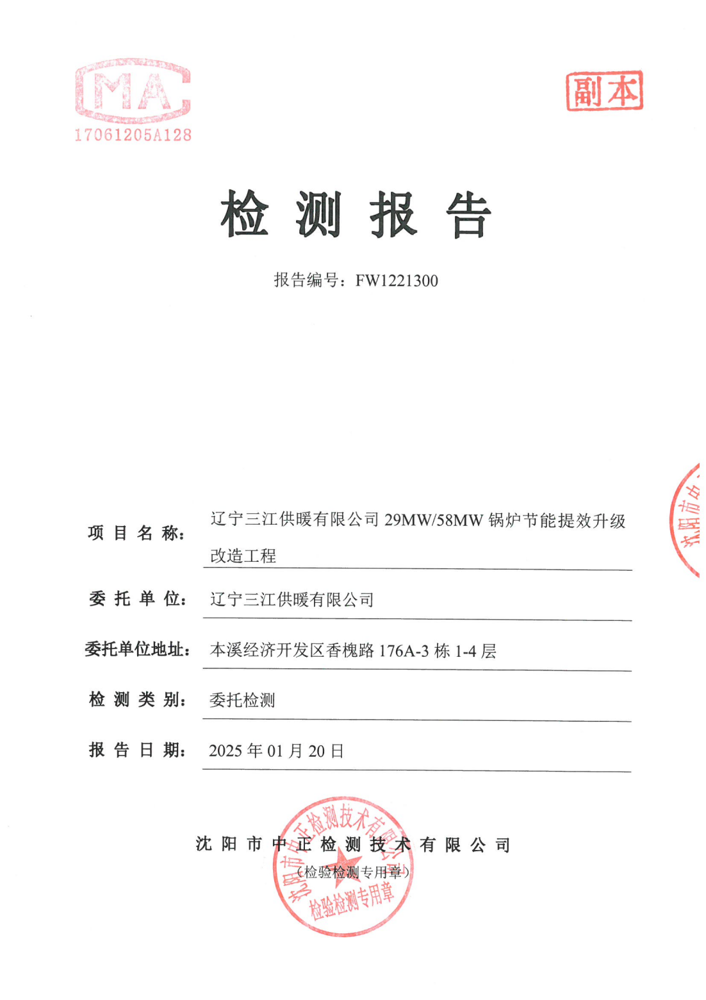 MA
17061205A128
副本
检测报告
报告编号：FW1221300
项目名称：
辽宁三江供暖有限公司 29MW/58MW 锅炉节能提效升级
改造工程
委托单位：辽宁三江供暖有限公司
委托单位地址：本溪经济开发区香槐路 176A-3 栋 1-4 层
检测类别：委托检测
报告日期：2025 年 01 月 20 日
沈阳市中正检测技术有限公司
（检验检测专用章）
沈阳市中正检测技术有限公司
检验检测专用章
沈阳市中